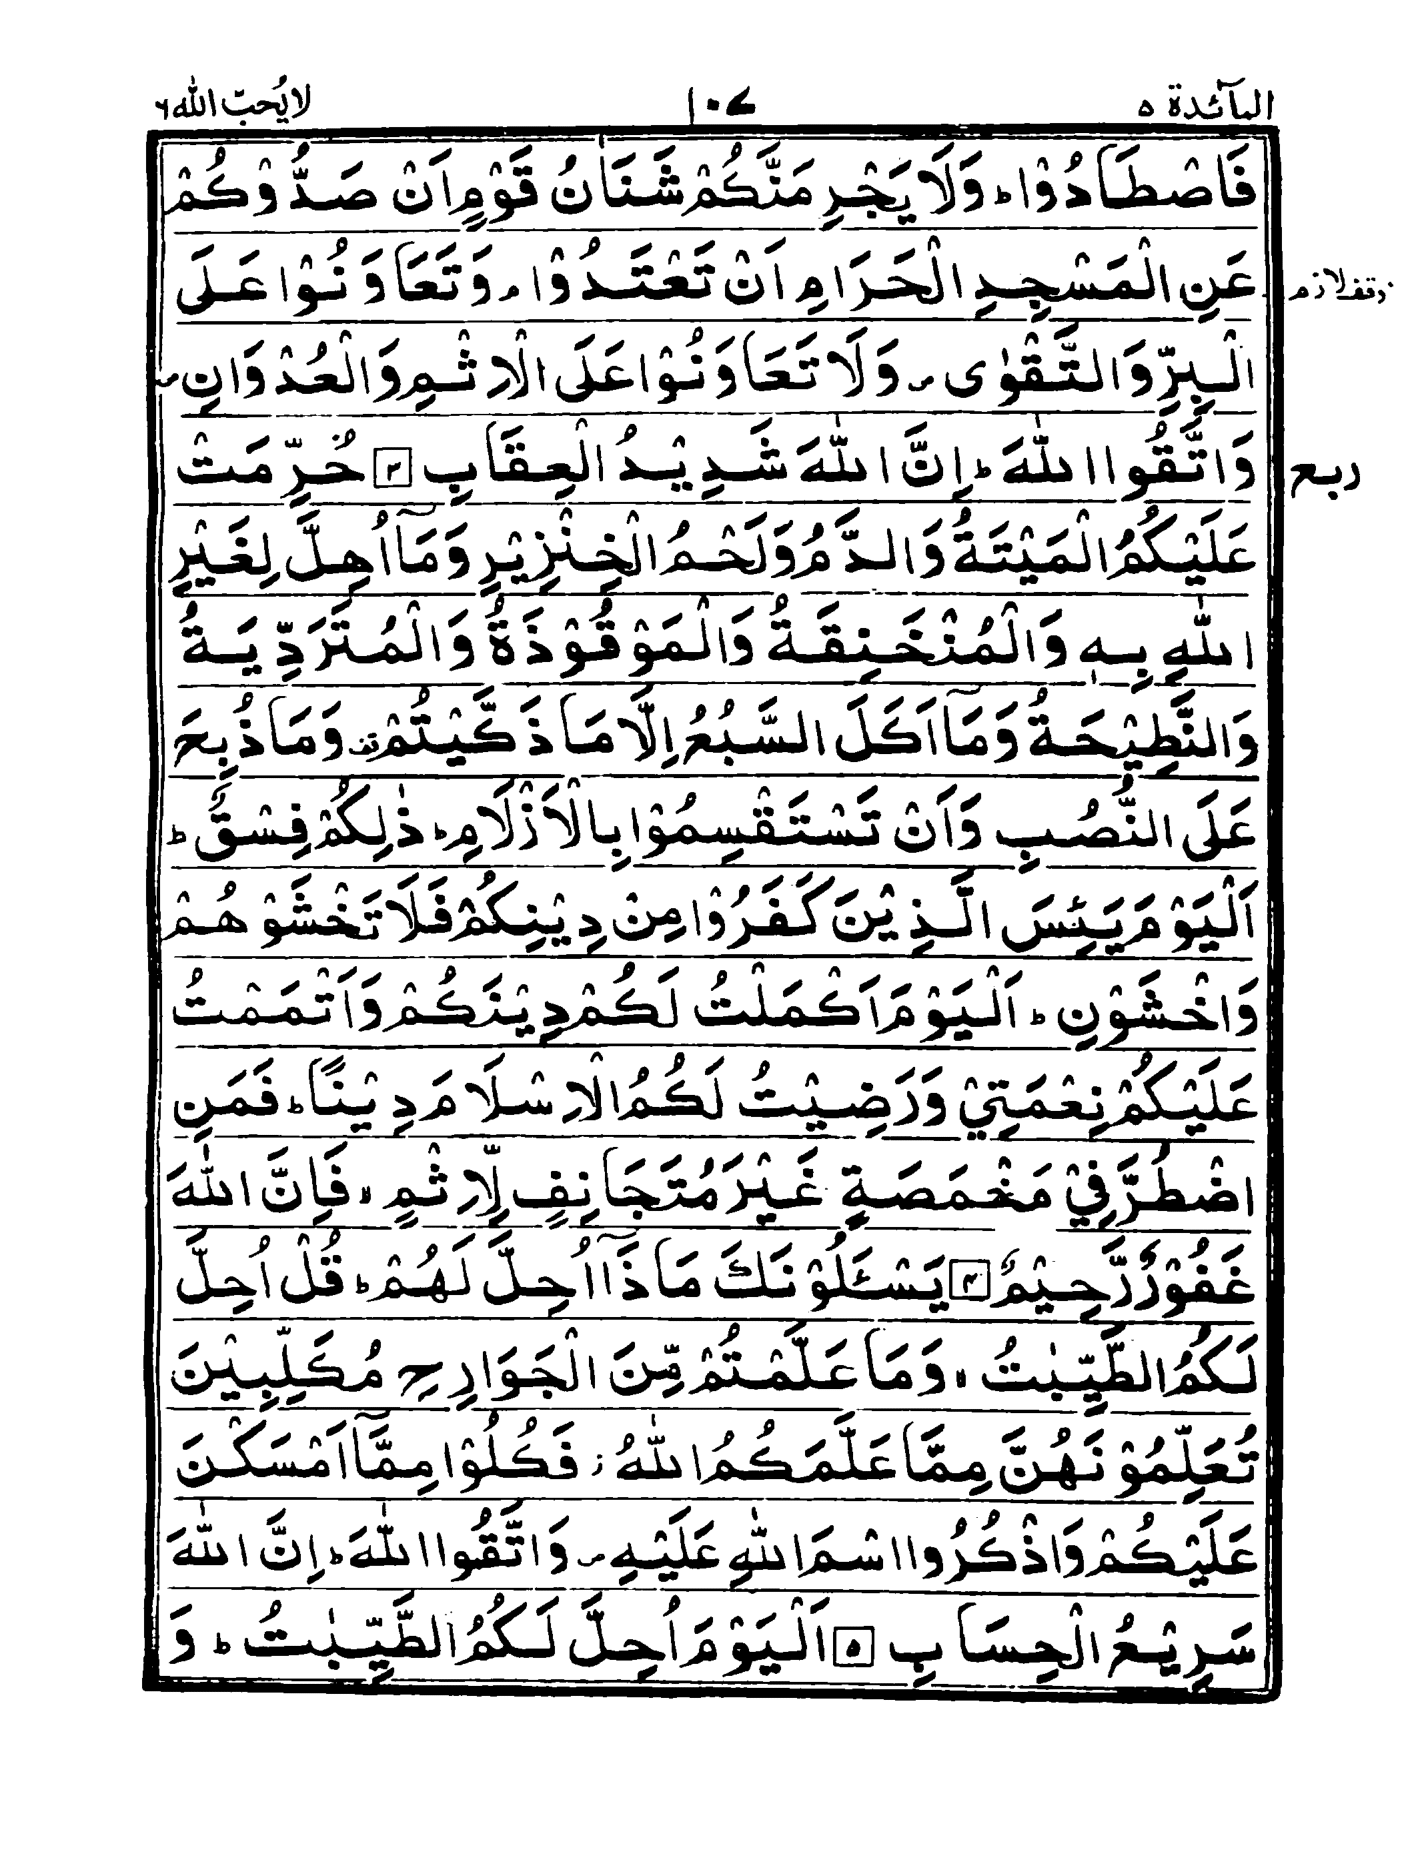 المآئدة ٥ ١٠٧ لا يُحبّ الله ٦
فَاصْطَادُوْا ؕ وَلَا يَجْرِمَنَّكُمْ شَنَاٰنُ قَوْمٍ اَنْ صَدُّوْكُمْ
عَنِ الْمَسْجِدِ الْحَرَامِ اَنْ تَعْتَدُوْا ۘ وَتَعَاوَنُوْا عَلَى
وقف لازم
الْبِرِّ وَالتَّقْوٰى ۪ وَلَا تَعَاوَنُوْا عَلَى الْاِثْمِ وَالْعُدْوَانِ ۪
وَاتَّقُوا اللّٰهَ ؕ اِنَّ اللّٰهَ شَدِيْدُ الْعِقَابِ ٢ حُرِّمَتْ
ربع
عَلَيْكُمُ الْمَيْتَةُ وَالدَّمُ وَلَحْمُ الْخِنْزِيْرِ وَمَآ اُهِلَّ لِغَيْرِ
اللّٰهِ بِهٖ وَالْمُنْخَنِقَةُ وَالْمَوْقُوْذَةُ وَالْمُتَرَدِّيَةُ
وَالنَّطِيْحَةُ وَمَآ اَكَلَ السَّبُعُ اِلَّا مَا ذَكَّيْتُمْ قف وَمَا ذُبِحَ
عَلَى النُّصُبِ وَاَنْ تَسْتَقْسِمُوْا بِالْاَزْلَامِ ؕ ذٰلِكُمْ فِسْقٌ ؕ
اَلْيَوْمَ يَئِسَ الَّذِيْنَ كَفَرُوْا مِنْ دِيْنِكُمْ فَلَا تَخْشَوْهُمْ
وَاخْشَوْنِ ؕ اَلْيَوْمَ اَكْمَلْتُ لَكُمْ دِيْنَكُمْ وَاَتْمَمْتُ
عَلَيْكُمْ نِعْمَتِيْ وَرَضِيْتُ لَكُمُ الْاِسْلَامَ دِيْنًا ؕ فَمَنِ
اضْطُرَّ فِيْ مَخْمَصَةٍ غَيْرَ مُتَجَانِفٍ لِّاِثْمٍ ۙ فَاِنَّ اللّٰهَ
غَفُوْرٌ رَّحِيْمٌ ٣ يَسْـَٔلُوْنَكَ مَاذَآ اُحِلَّ لَهُمْ ؕ قُلْ اُحِلَّ
لَكُمُ الطَّيِّبٰتُ ۙ وَمَا عَلَّمْتُمْ مِّنَ الْجَوَارِحِ مُكَلِّبِيْنَ
تُعَلِّمُوْنَهُنَّ مِمَّا عَلَّمَكُمُ اللّٰهُ ز فَكُلُوْا مِمَّآ اَمْسَكْنَ
عَلَيْكُمْ وَاذْكُرُوا اسْمَ اللّٰهِ عَلَيْهِ ۪ وَاتَّقُوا اللّٰهَ ؕ اِنَّ اللّٰهَ
سَرِيْعُ الْحِسَابِ ٤ اَلْيَوْمَ اُحِلَّ لَكُمُ الطَّيِّبٰتُ ؕ وَ